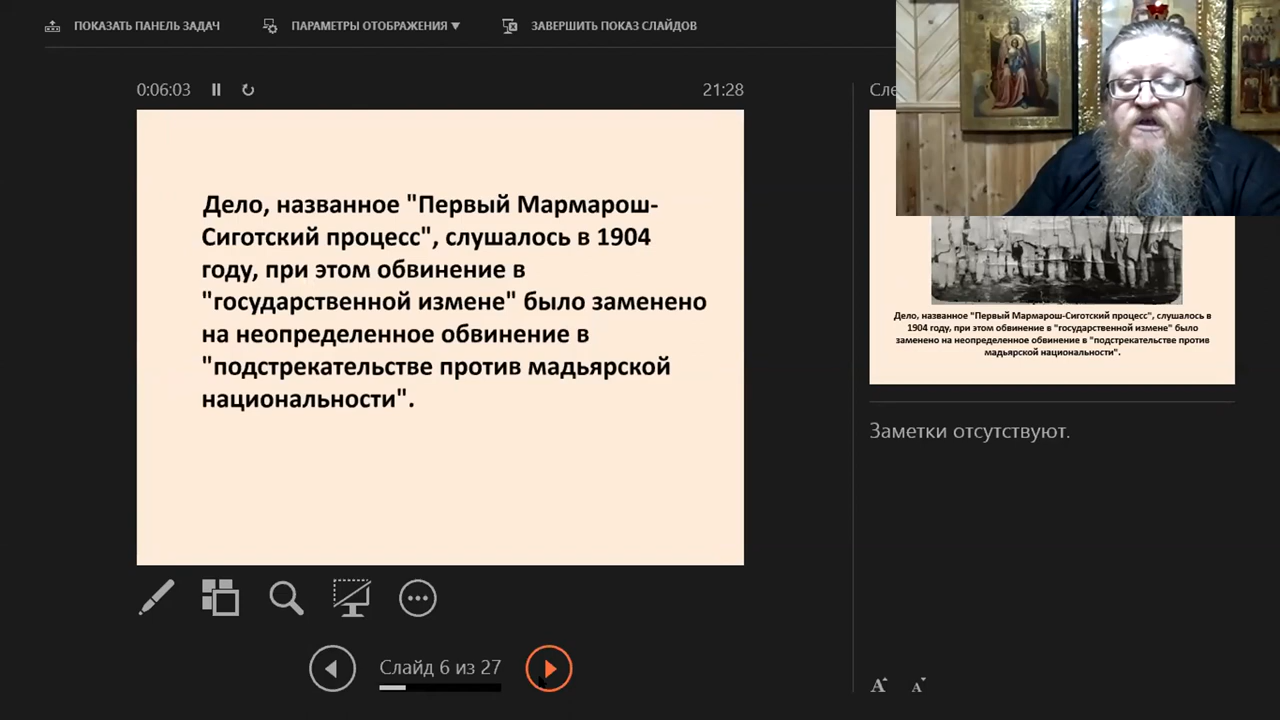 ПОКАЗАТЬ ПАНЕЛЬ ЗАДАЧ
ПАРАМЕТРЫ ОТОБРАЖЕНИЯ ▼
ЗАВЕРШИТЬ ПОКАЗ СЛАЙДОВ
0:06:03
21:28
Дело, названное "Первый Мармарош-
Сиготский процесс", слушалось в 1904
году, при этом обвинение в
"государственной измене" было заменено
на неопределенное обвинение в
"подстрекательстве против мадьярской
национальности".
Слайд 6 из 27
Дело, названное "Первый Мармарош-Сиготский процесс", слушалось в
1904 году, при этом обвинение в "государственной измене" было
заменено на неопределенное обвинение в "подстрекательстве против
мадьярской национальности".
Заметки отсутствуют.
A A